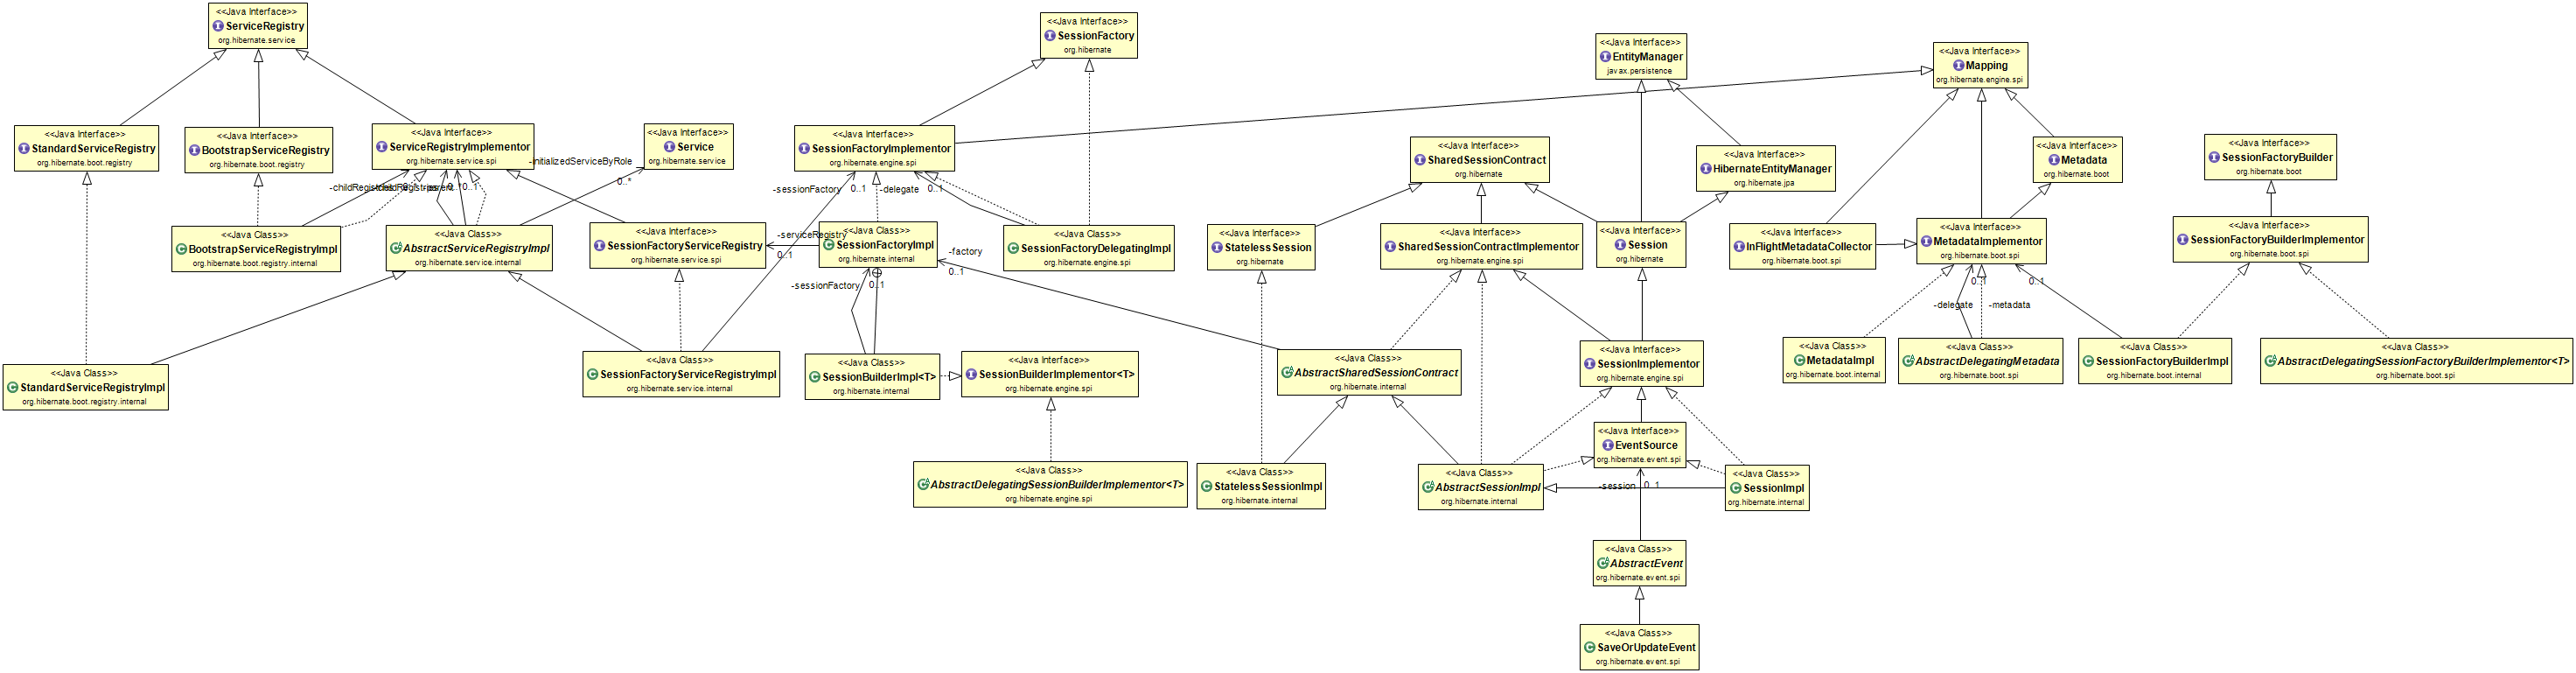 <<Java Interface>>
ServiceRegistry
org.hibernate.service
<<Java Interface>>
SessionFactory
org.hibernate
<<Java Interface>>
EntityManager
javax.persistence
<<Java Interface>>
Mapping
org.hibernate.engine.spi
<<Java Interface>>
StandardServiceRegistry
org.hibernate.boot.registry
<<Java Interface>>
BootstrapServiceRegistry
org.hibernate.boot.registry
<<Java Interface>>
ServiceRegistryImplementor
org.hibernate.service.spi
<<Java Interface>>
Service
org.hibernate.service
<<Java Interface>>
SessionFactoryImplementor
org.hibernate.engine.spi
<<Java Interface>>
SharedSessionContract
org.hibernate
<<Java Interface>>
HibernateEntityManager
org.hibernate.jpa
<<Java Interface>>
Metadata
org.hibernate.boot
<<Java Interface>>
SessionFactoryBuilder
org.hibernate.boot
-initializedServiceByRole
0..*
-childRegistries
-parent
0..1
-sessionFactory
0..1
-delegate
0..1
<<Java Class>>
BootstrapServiceRegistryImpl
org.hibernate.boot.registry.internal
<<Java Class>>
AbstractServiceRegistryImpl
org.hibernate.service.internal
<<Java Interface>>
SessionFactoryServiceRegistry
org.hibernate.service.spi
-serviceRegistry
0..1
<<Java Class>>
SessionFactoryImpl
org.hibernate.internal
-factory
0..1
<<Java Class>>
SessionFactoryDelegatingImpl
org.hibernate.engine.spi
<<Java Interface>>
StatelessSession
org.hibernate
<<Java Interface>>
SharedSessionContractImplementor
org.hibernate.engine.spi
<<Java Interface>>
Session
org.hibernate
<<Java Interface>>
InFlightMetadataCollector
org.hibernate.boot.spi
<<Java Interface>>
MetadataImplementor
org.hibernate.boot.spi
<<Java Interface>>
SessionFactoryBuilderImplementor
org.hibernate.boot.spi
-sessionFactory
0..1
0..1
0..1
-delegate
-metadata
<<Java Class>>
StandardServiceRegistryImpl
org.hibernate.boot.registry.internal
<<Java Class>>
SessionFactoryServiceRegistryImpl
org.hibernate.service.internal
<<Java Class>>
SessionBuilderImpl<T>
org.hibernate.internal
<<Java Interface>>
SessionBuilderImplementor<T>
org.hibernate.engine.spi
<<Java Class>>
AbstractSharedSessionContract
org.hibernate.internal
<<Java Interface>>
SessionImplementor
org.hibernate.engine.spi
<<Java Class>>
MetadataImpl
org.hibernate.boot.internal
<<Java Class>>
AbstractDelegatingMetadata
org.hibernate.boot.spi
<<Java Class>>
SessionFactoryBuilderImpl
org.hibernate.boot.internal
<<Java Class>>
AbstractDelegatingSessionFactoryBuilderImplementor<T>
org.hibernate.boot.spi
<<Java Interface>>
EventSource
org.hibernate.event.spi
<<Java Class>>
AbstractDelegatingSessionBuilderImplementor<T>
org.hibernate.engine.spi
<<Java Class>>
StatelessSessionImpl
org.hibernate.internal
<<Java Class>>
AbstractSessionImpl
org.hibernate.internal
-session
0..1
<<Java Class>>
SessionImpl
org.hibernate.internal
<<Java Class>>
AbstractEvent
org.hibernate.event.spi
<<Java Class>>
SaveOrUpdateEvent
org.hibernate.event.spi